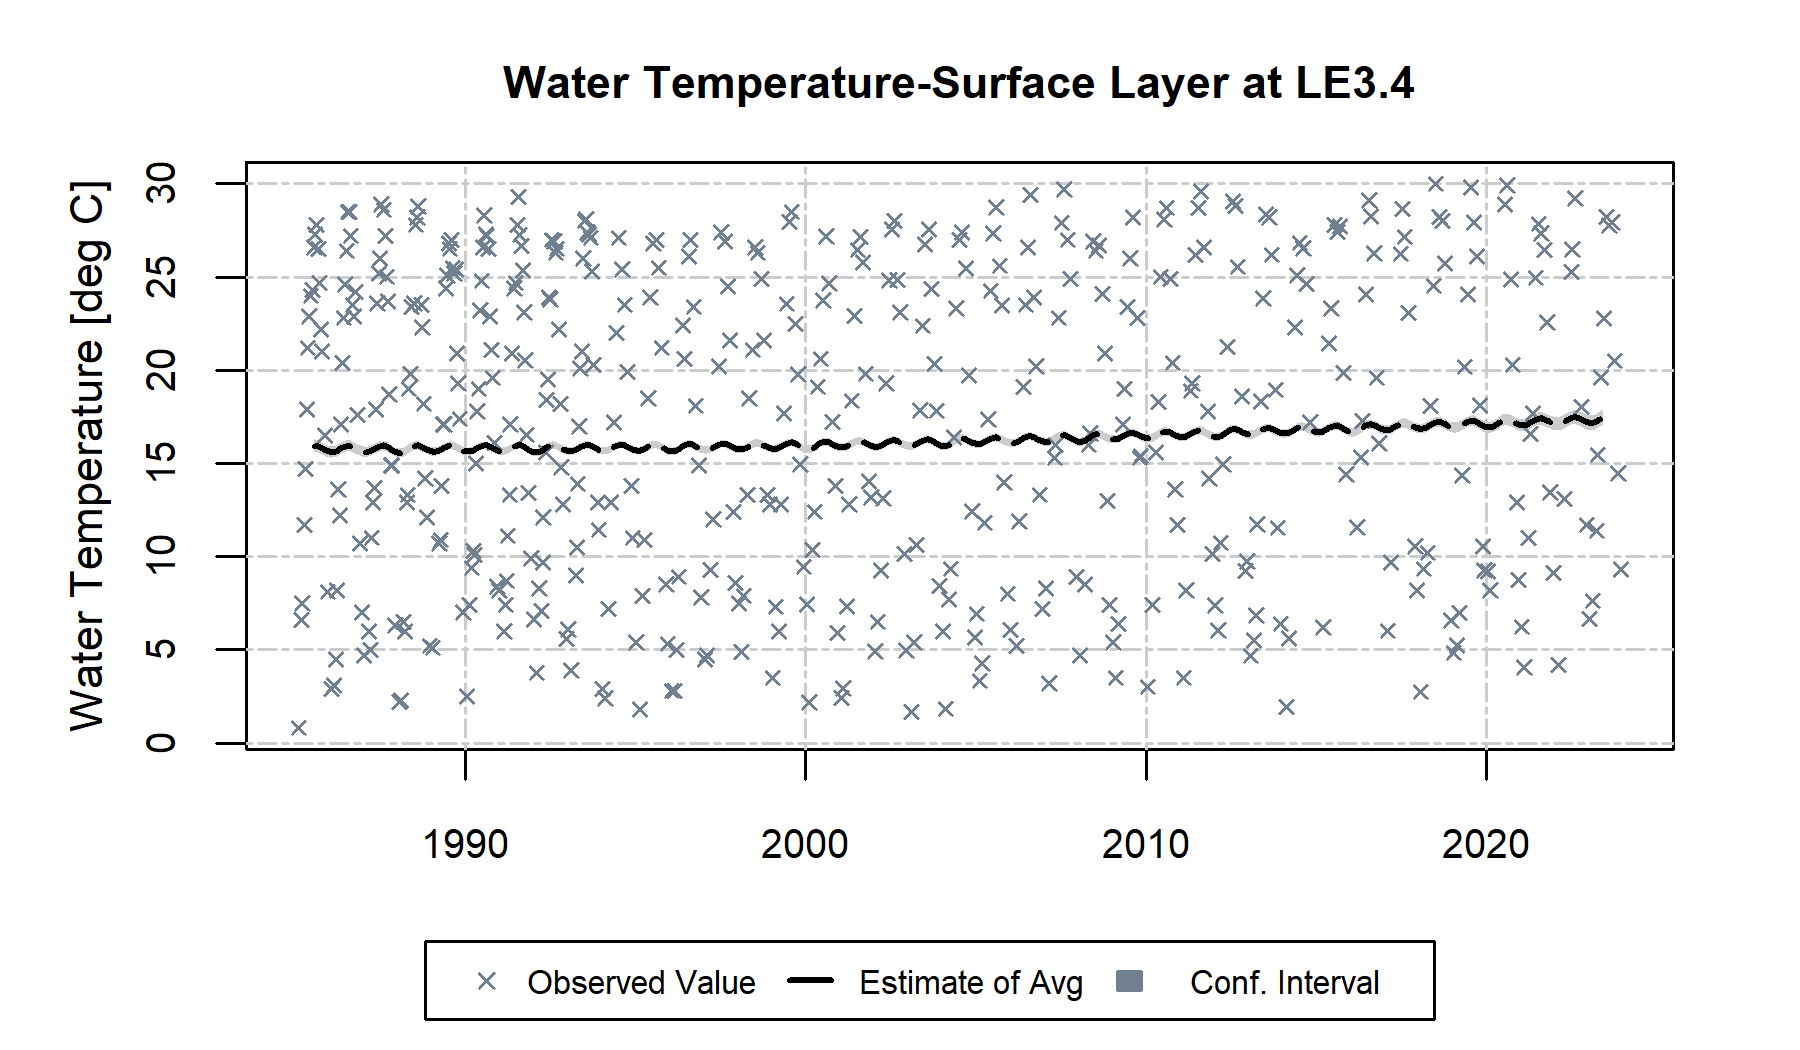 Water Temperature-Surface Layer at LE3.4
Water Temperature [deg C]
30
25
20
15
10
5
0
1990 2000 2010 2020
Observed Value Estimate of Avg Conf. Interval